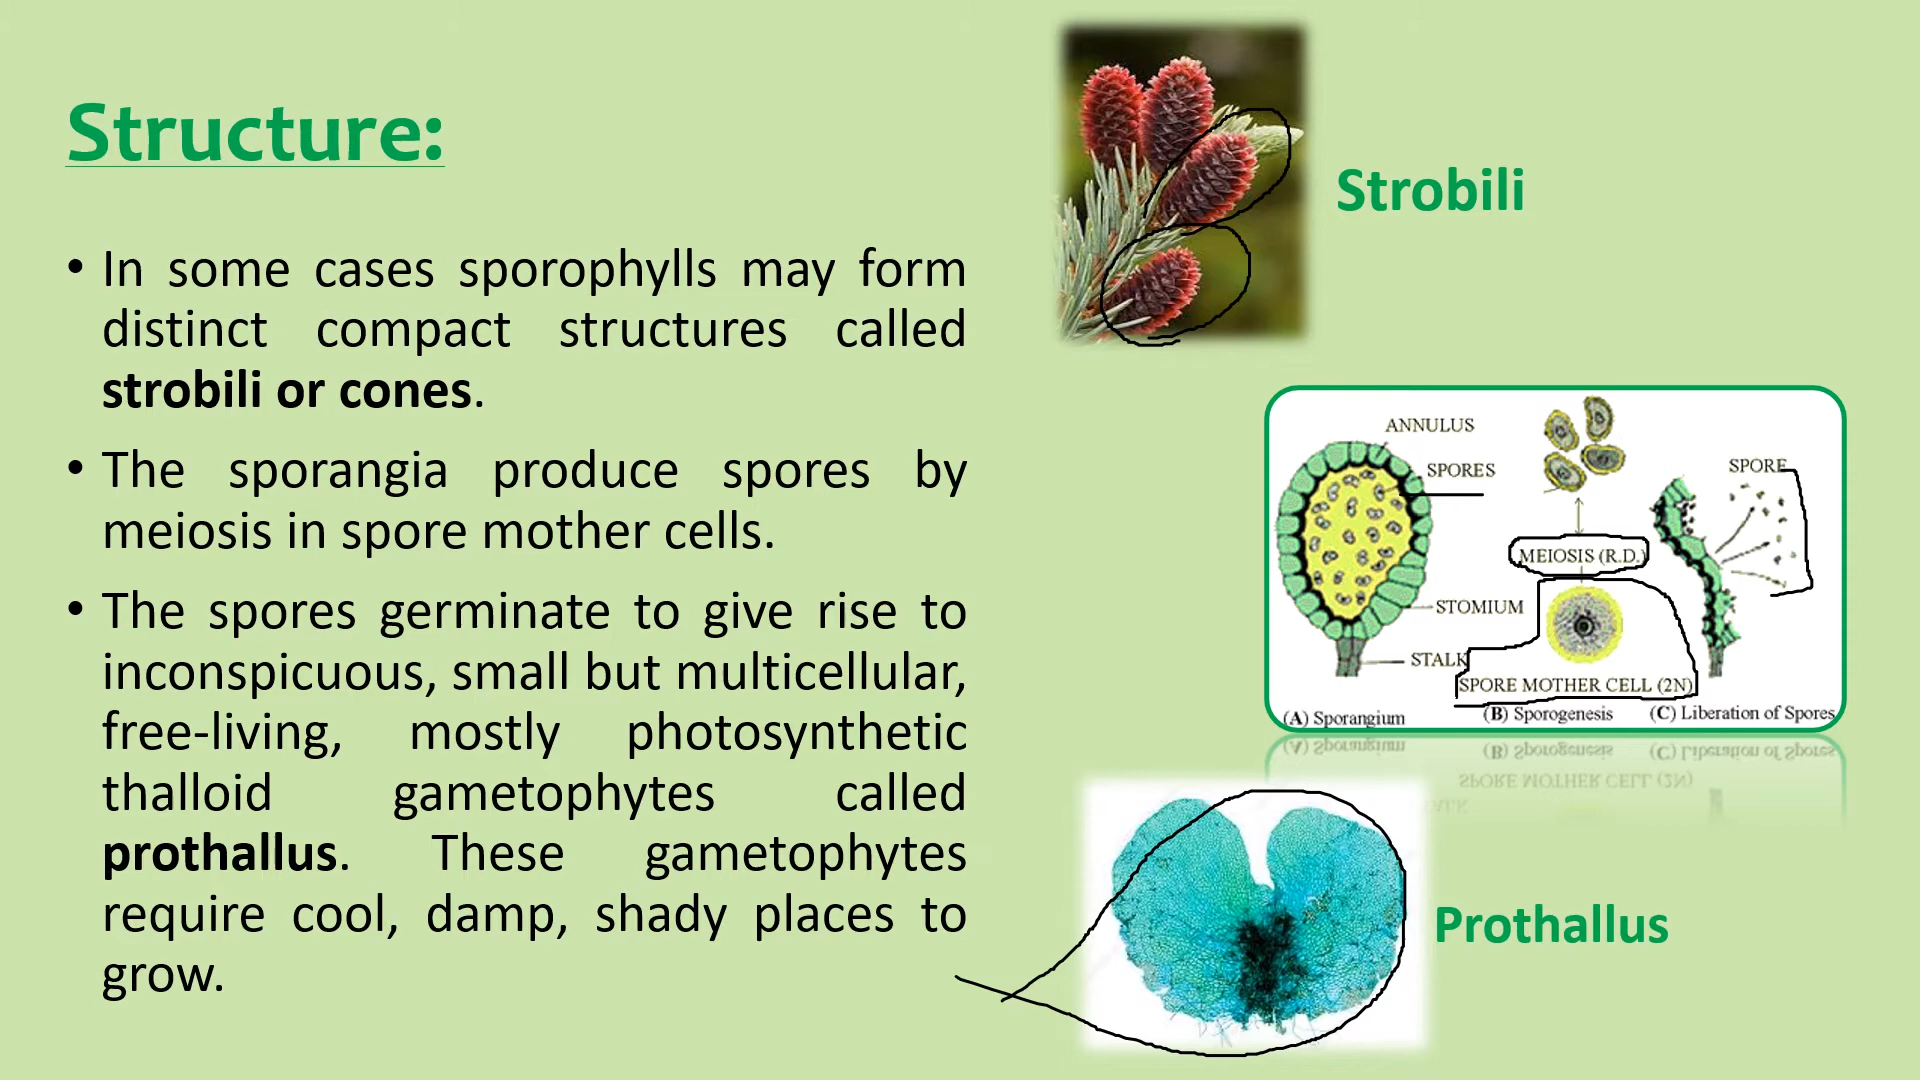 Structure:
• In some cases sporophylls may form
distinct compact structures called
strobili or cones.
• The sporangia produce spores by
meiosis in spore mother cells.
• The spores germinate to give rise to
inconspicuous, small but multicellular,
free-living, mostly photosynthetic
thalloid gametophytes called
prothallus. These gametophytes
require cool, damp, shady places to
grow.
Strobili
ANNULUS
SPORES
STOMIUM
STALK
(A) Sporangium
MEIOSIS (R.D.)
SPORE MOTHER CELL (2N)
(B) Sporogenesis
SPORE
(C) Liberation of Spores
Prothallus